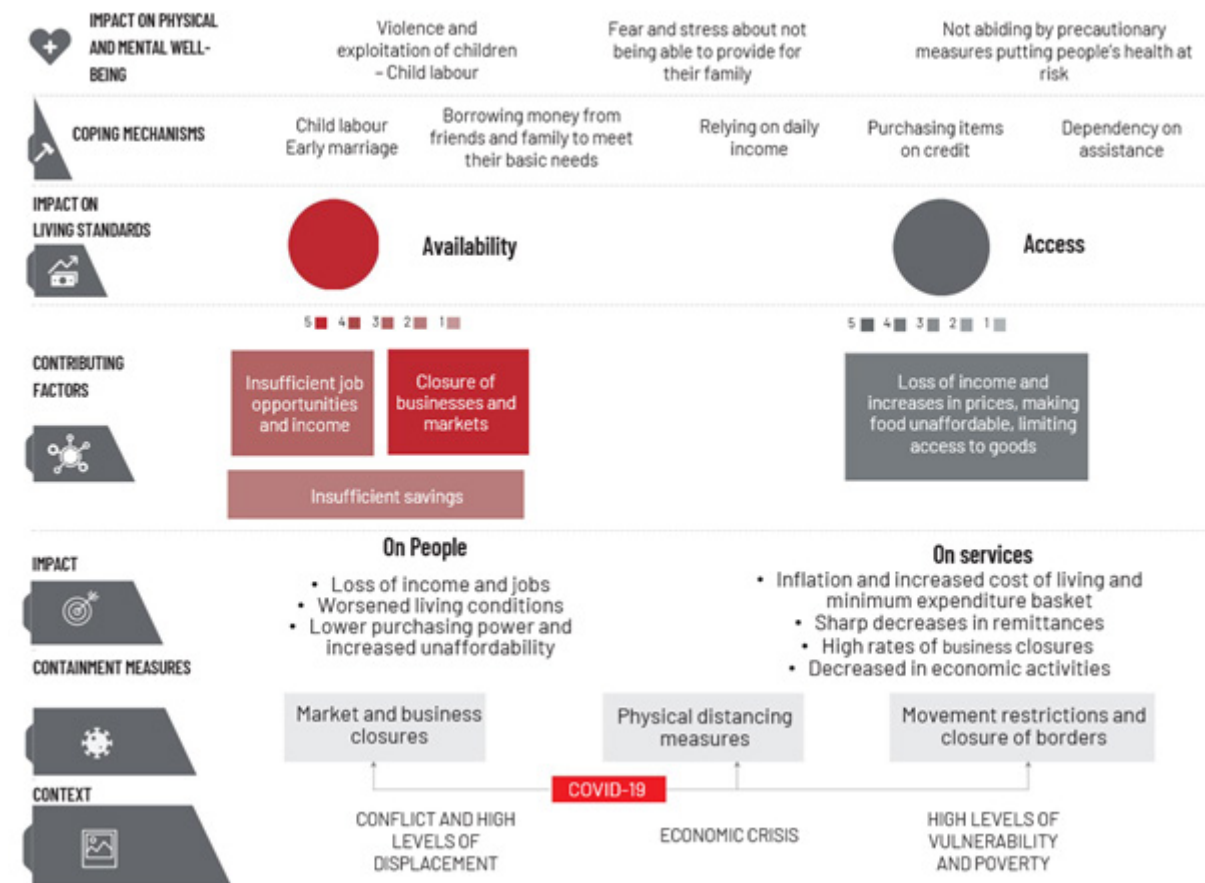 IMPACT ON PHYSICAL
AND MENTAL WELL-
BEING
Violence and
exploitation of children
– Child labour
Fear and stress about not
being able to provide for
their family
Not abiding by precautionary
measures putting people's health at
risk
COPING MECHANISMS
Child labour
Early marriage
Borrowing money from
friends and family to meet
their basic needs
Relying on daily
income
Purchasing items
on credit
Dependency on
assistance
IMPACT ON
LIVING STANDARDS
Availability
Access
5 4 3 2 1
5 4 3 2 1
CONTRIBUTING
FACTORS
Insufficient job
opportunities
and income
Closure of
businesses and
markets
Insufficient savings
Loss of income and
increases in prices, making
food unaffordable, limiting
access to goods
IMPACT
On People
• Loss of income and jobs
• Worsened living conditions
• Lower purchasing power and
increased unaffordability
On services
• Inflation and increased cost of living and
minimum expenditure basket
• Sharp decreases in remittances
• High rates of business closures
• Decreased in economic activities
CONTAINMENT MEASURES
Market and business
closures
Physical distancing
measures
Movement restrictions and
closure of borders
COVID-19
CONTEXT
CONFLICT AND HIGH
LEVELS OF
DISPLACEMENT
ECONOMIC CRISIS
HIGH LEVELS OF
VULNERABILITY
AND POVERTY